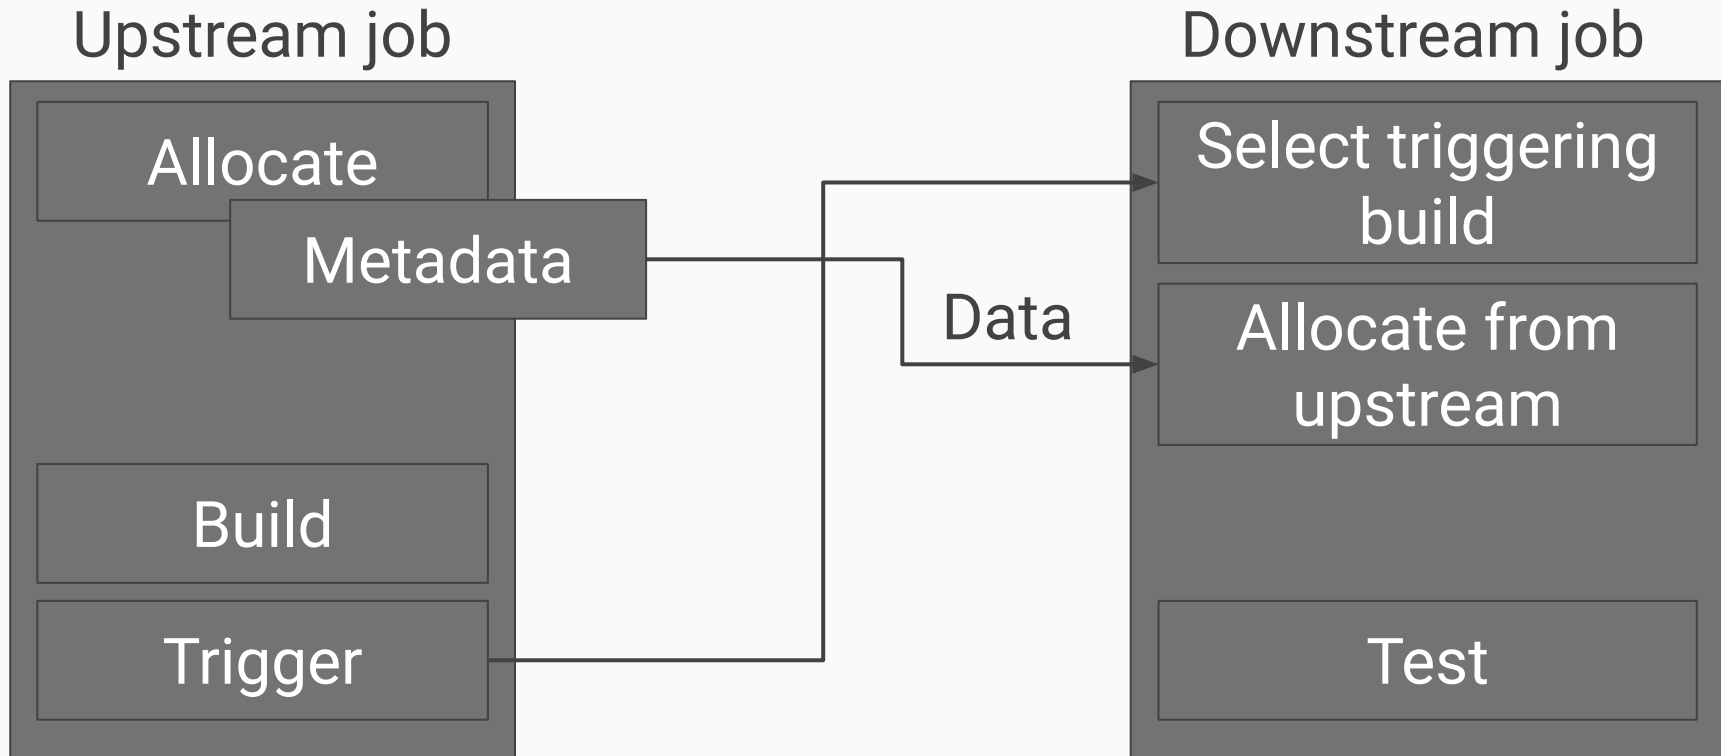 Upstream job
Allocate
Metadata
Build
Trigger
Data
Downstream job
Select triggering
build
Allocate from
upstream
Test